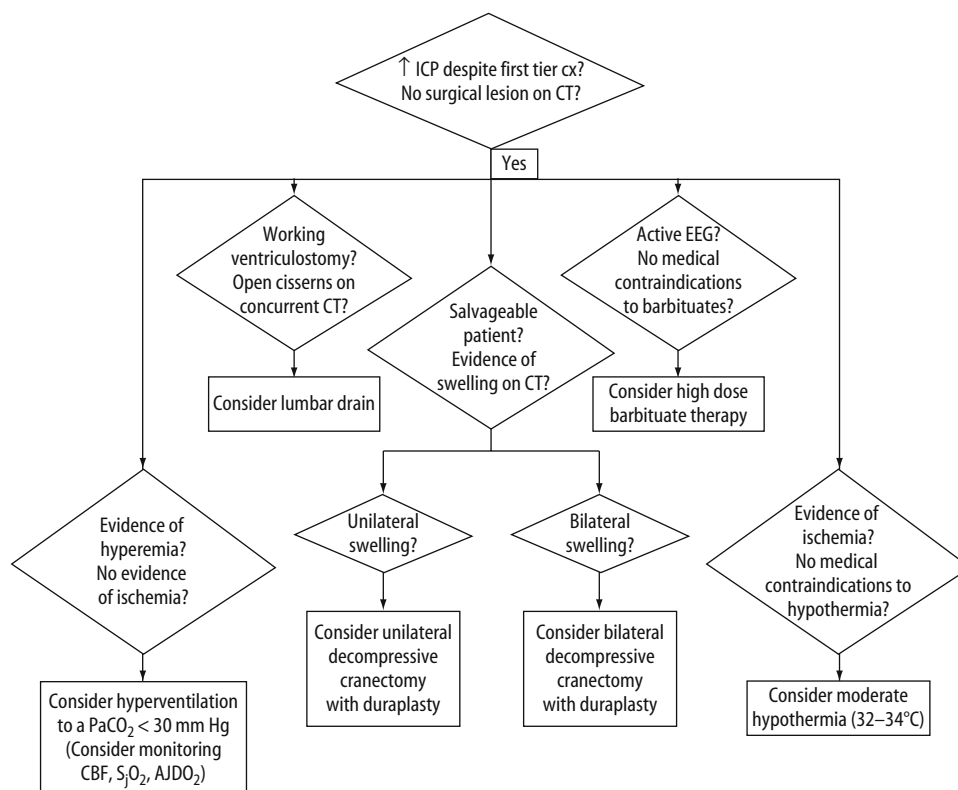 ↑ ICP despite first tier cx?
No surgical lesion on CT?
Yes
Working
ventriculostomy?
Open cisserns on
concurrent CT?
Active EEG?
No medical
contraindications
to barbituates?
Salvageable
patient?
Evidence of
swelling on CT?
Consider lumbar drain
Consider high dose
barbituate therapy
Evidence of
hyperemia?
No evidence
of ischemia?
Unilateral
swelling?
Bilateral
swelling?
Evidence of
ischemia?
No medical
contraindications to
hypothermia?
Consider unilateral
decompressive
cranectomy
with duraplasty
Consider bilateral
decompressive
cranectomy
with duraplasty
Consider hyperventilation
to a PaCO₂ < 30 mm Hg
(Consider monitoring
CBF, SⱼO₂, AJDO₂)
Consider moderate
hypothermia (32–34°C)